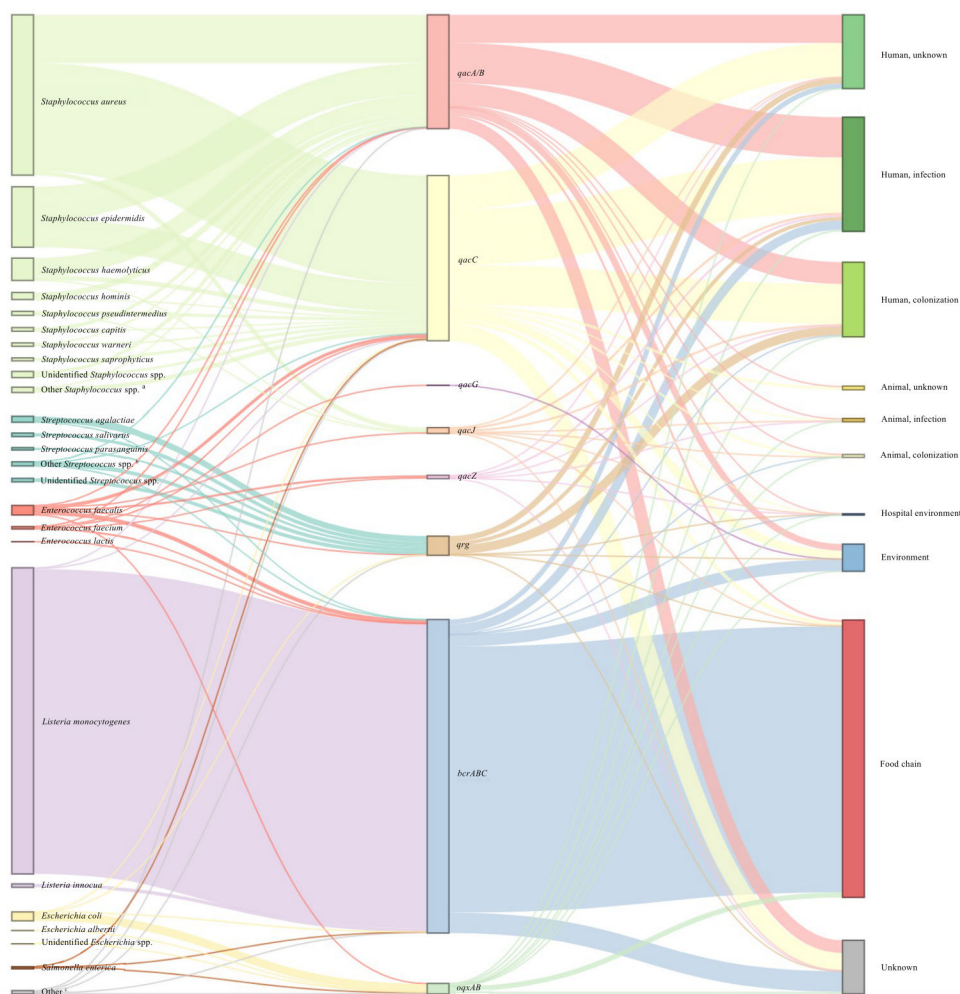 Staphylococcus aureus
Staphylococcus epidermidis
Staphylococcus haemolyticus
Staphylococcus hominis
Staphylococcus pseudintermedius
Staphylococcus capitis
Staphylococcus warneri
Staphylococcus saprophyticus
Unidentified Staphylococcus spp.
Other Staphylococcus spp. a
Streptococcus agalactiae
Streptococcus salivarus
Streptococcus parasanguinis
Other Streptococcus spp.
Unidentified Streptococcus spp.
Enterococcus faecalis
Enterococcus faecium
Enterococcus lactis
Listeria monocytogenes
Listeria innocua
Escherichia coli
Escherichia albertii
Unidentified Escherichia spp.
Salmonella enterica
Other
qacA/B
qacC
qacG
qacJ
qacZ
qrg
bcrABC
oqxAB
Human, unknown
Human, infection
Human, colonization
Animal, unknown
Animal, infection
Animal, colonization
Hospital environment
Environment
Food chain
Unknown